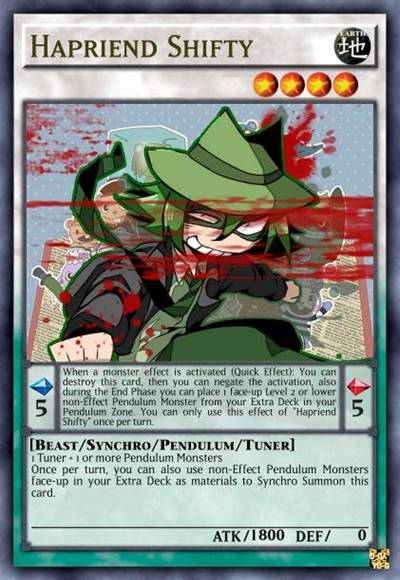 HAPRIEND SHIFTY
EARTH
地
When a monster effect is activated (Quick Effect): You can
destroy this card, then you can negate the activation, also
during the End Phase you can place 1 face-up Level 2 or lower
non-Effect Pendulum Monster from your Extra Deck in your
Pendulum Zone. You can only use this effect of "Hapriend
Shifty" once per turn.
5
5
[BEAST/SYNCHRO/PENDULUM/TUNER]
1 Tuner + 1 or more Pendulum Monsters
Once per turn, you can also use non-Effect Pendulum Monsters
face-up in your Extra Deck as materials to Synchro Summon this
card.
ATK/1800 DEF/ 0